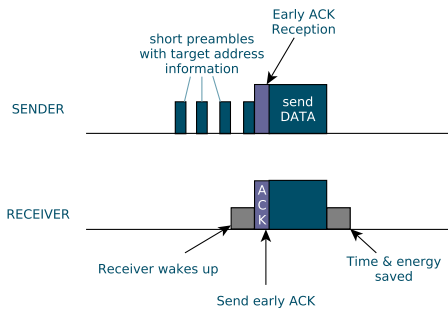 Early ACK
Reception
short preambles
with target address
information
SENDER
send
DATA
RECEIVER
A
C
K
Receiver wakes up
Time & energy
saved
Send early ACK